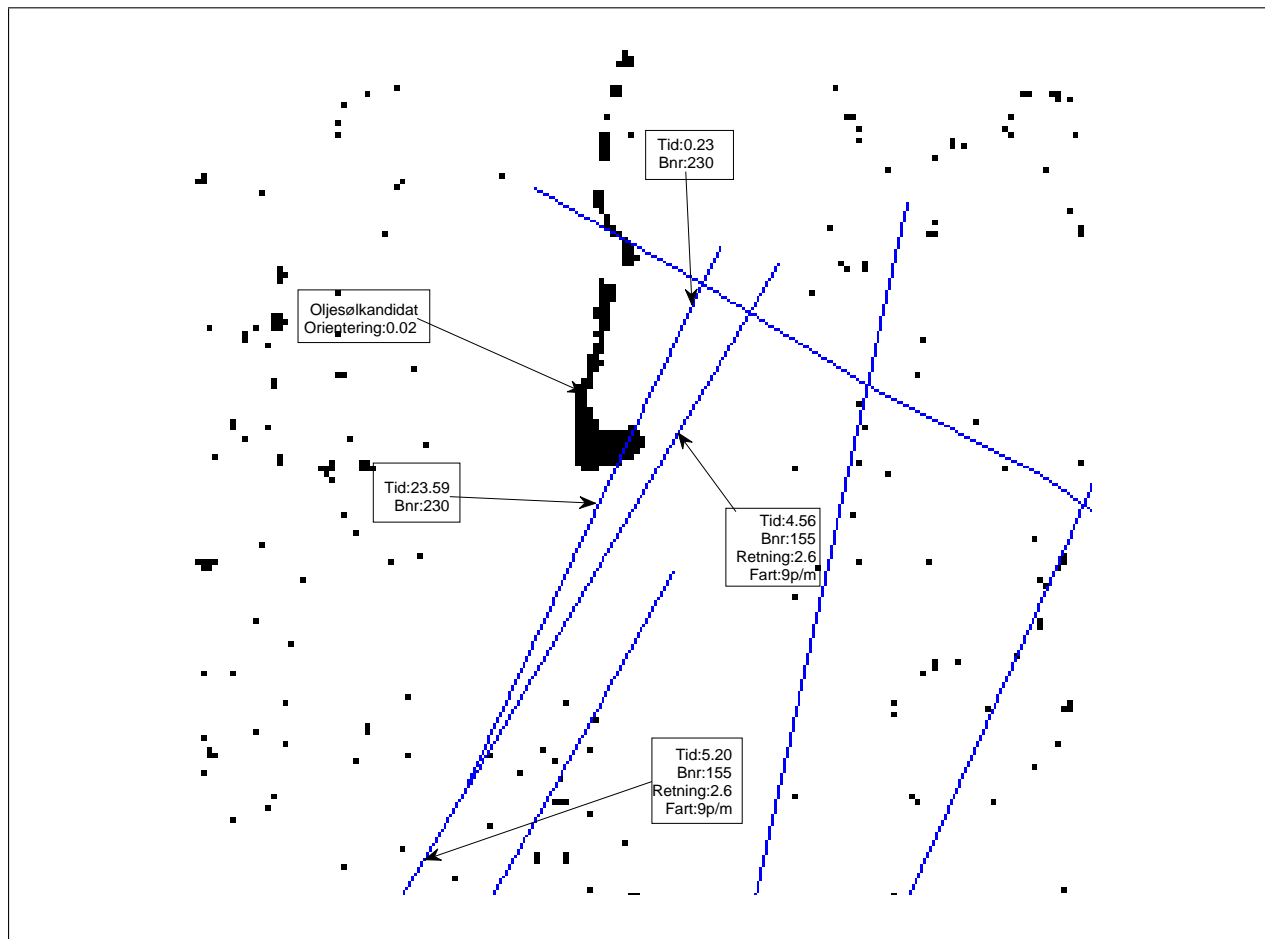 Tid:0.23
Bnr:230
Oljesølkandidat
Orientering:0.02
Tid:23.59
Bnr:230
Tid:4.56
Bnr:155
Retning:2.6
Fart:9p/m
Tid:5.20
Bnr:155
Retning:2.6
Fart:9p/m